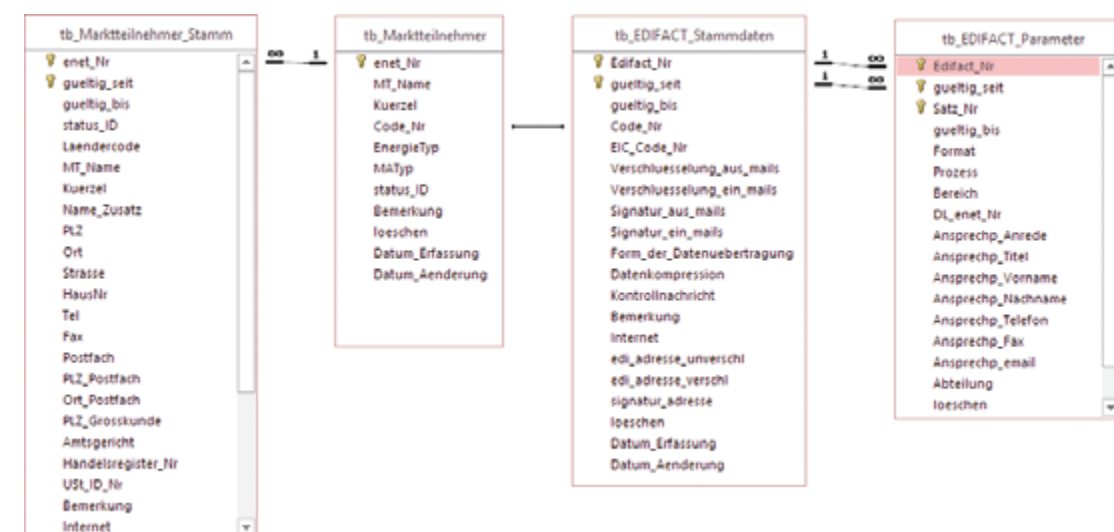 tb_Marktteilnehmer_Stamm
enet_Nr
gueltig_seit
gueltig_bis
status_ID
Laendercode
MT_Name
Kuerzel
Name_Zusatz
PLZ
Ort
Strasse
HausNr
Tel
Fax
Postfach
PLZ_Postfach
Ort_Postfach
PLZ_Grosskunde
Amtsgericht
Handelsregister_Nr
USt_ID_Nr
Bemerkung
Internet
∞ 1
tb_Marktteilnehmer
enet_Nr
MT_Name
Kuerzel
Code_Nr
EnergieTyp
MATyp
status_ID
Bemerkung
loeschen
Datum_Erfassung
Datum_Aenderung
tb_EDIFACT_Stammdaten
Edifact_Nr
gueltig_seit
gueltig_bis
Code_Nr
EIC_Code_Nr
Verschluesselung_aus_mails
Verschluesselung_ein_mails
Signatur_aus_mails
Signatur_ein_mails
Form_der_Datenuebertragung
Datenkompression
Kontrollnachricht
Bemerkung
Internet
edi_adresse_unverschl
edi_adresse_verschl
signatur_adresse
loeschen
Datum_Erfassung
Datum_Aenderung
1 ∞
1 ∞
tb_EDIFACT_Parameter
Edifact_Nr
gueltig_seit
Satz_Nr
gueltig_bis
Format
Prozess
Bereich
DL_enet_Nr
Ansprechp_Anrede
Ansprechp_Titel
Ansprechp_Vorname
Ansprechp_Nachname
Ansprechp_Telefon
Ansprechp_Fax
Ansprechp_email
Abteilung
loeschen